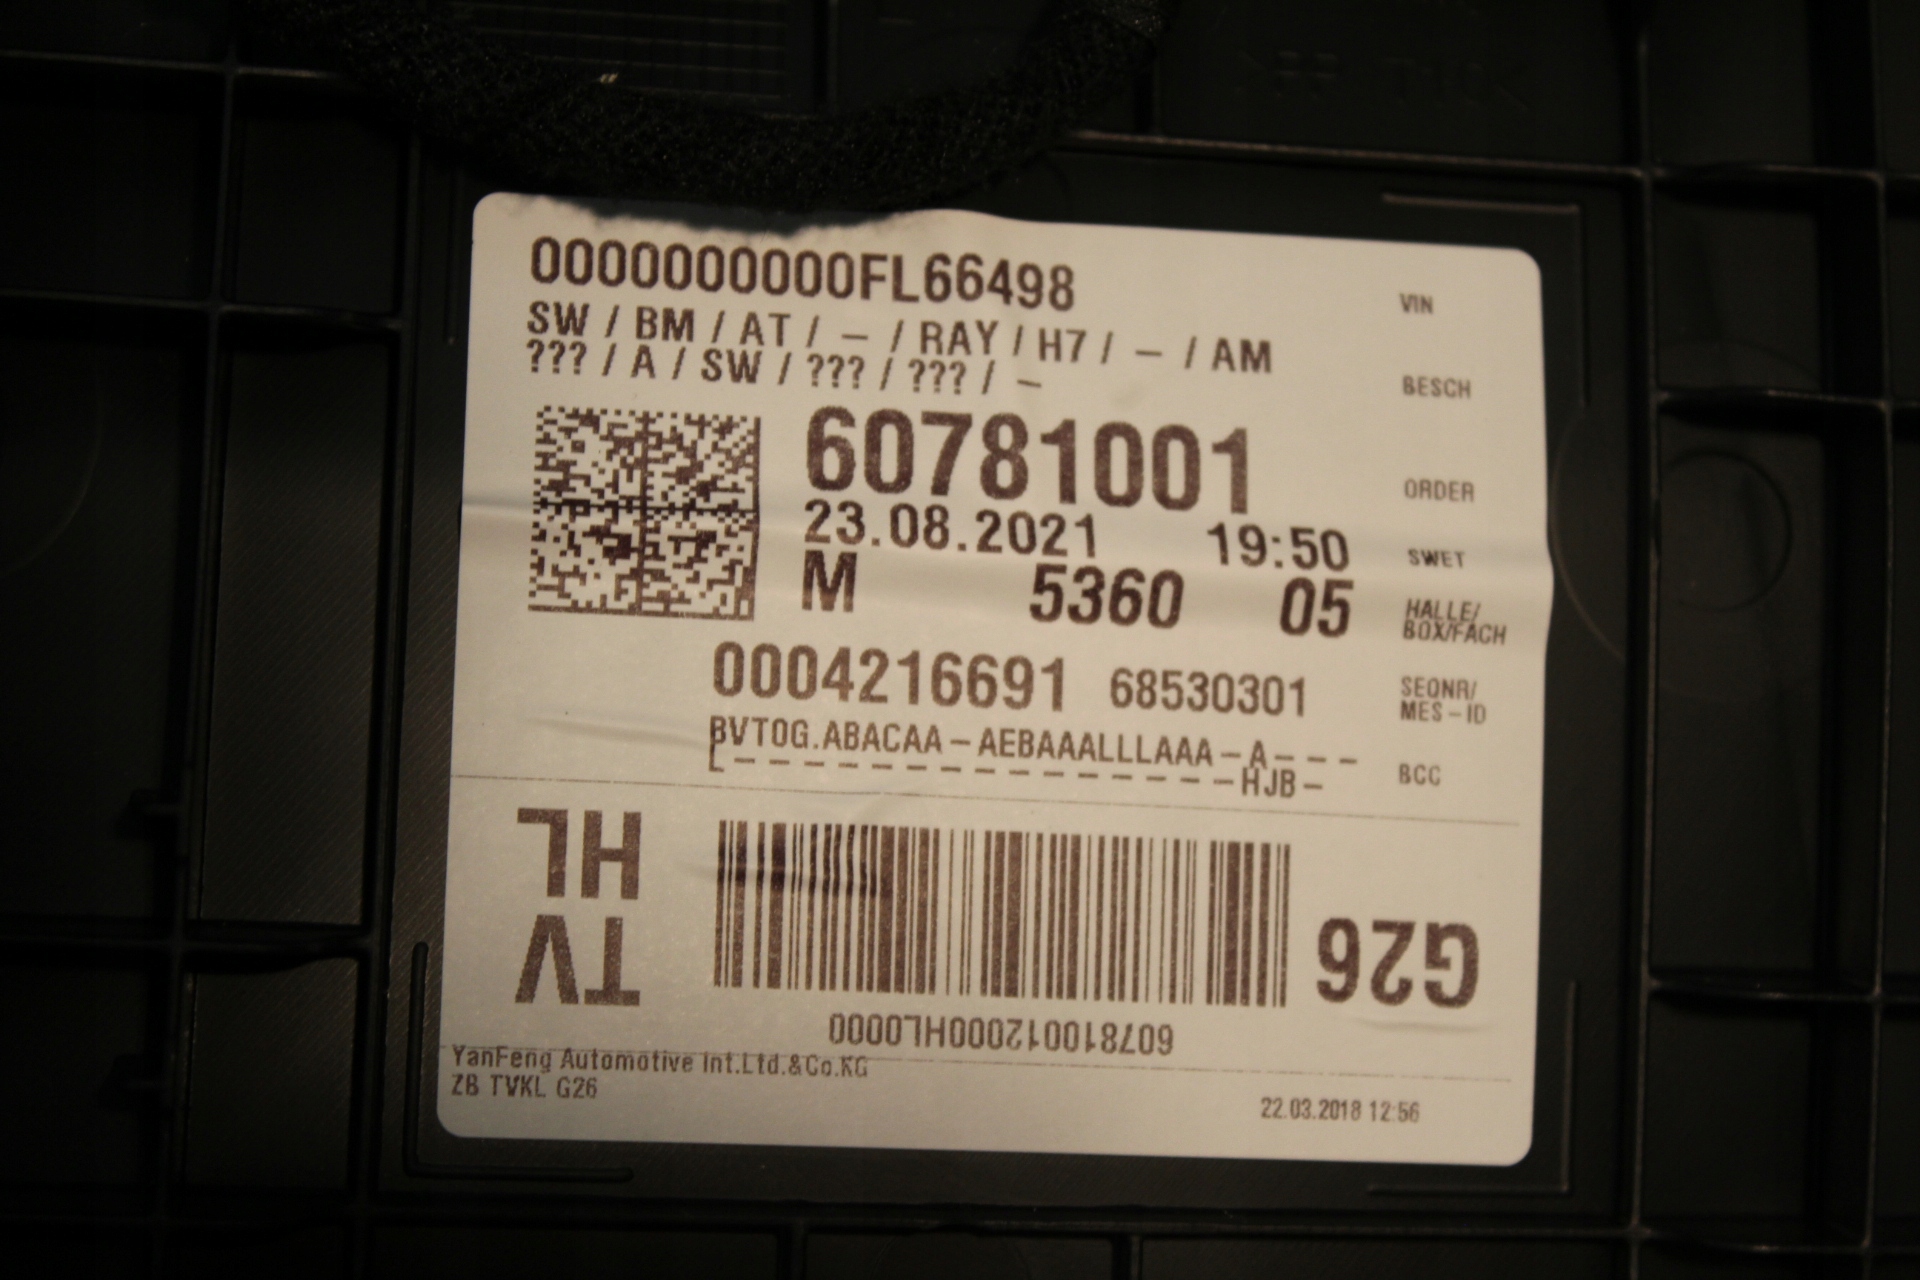 0000000000FL66498 VIN
SW / BM / AT / – / RAY / H7 / – / AM
??? / A / SW / ??? / ??? / – BESCH
60781001 ORDER
23.08.2021 19:50 SWET
M 5360 05 HALLE/
BOX/FACH
0004216691 68530301 SEQNR/
MES-ID
BVTOG.ABACAA-AEBAAALLLAAA-A---
[---------------HJB- BCC
TV HL
G26
607810012000HL0000
YanFeng Automotive Int.Ltd.&Co.KG
ZB TVKL G26
22.03.2018 12:56